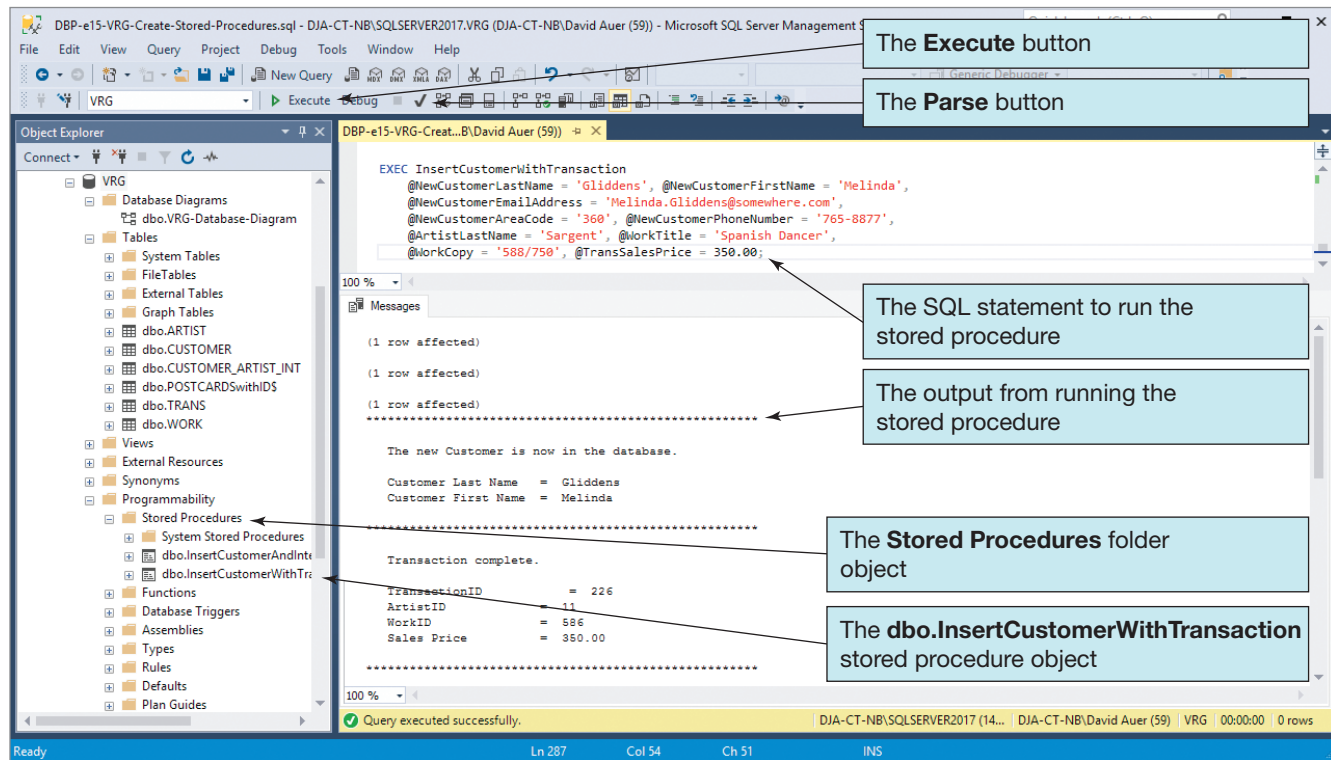 DBP-e15-VRG-Create-Stored-Procedures.sql - DJA-CT-NB\SQLSERVER2017.VRG (DJA-CT-NB\David Auer (59)) - Microsoft SQL Server Management S
File Edit View Query Project Debug Tools Window Help
New Query
Generic Debugger
VRG
Execute Debug
The Execute button
The Parse button
Object Explorer
Connect
VRG
Database Diagrams
dbo.VRG-Database-Diagram
Tables
System Tables
FileTables
External Tables
Graph Tables
dbo.ARTIST
dbo.CUSTOMER
dbo.CUSTOMER_ARTIST_INT
dbo.POSTCARDSwithID$
dbo.TRANS
dbo.WORK
Views
External Resources
Synonyms
Programmability
Stored Procedures
System Stored Procedures
dbo.InsertCustomerAndInte
dbo.InsertCustomerWithTra
Functions
Database Triggers
Assemblies
Types
Rules
Defaults
Plan Guides
DBP-e15-VRG-Creat...B\David Auer (59))
EXEC InsertCustomerWithTransaction
@NewCustomerLastName = 'Gliddens', @NewCustomerFirstName = 'Melinda',
@NewCustomerEmailAddress = 'Melinda.Gliddens@somewhere.com',
@NewCustomerAreaCode = '360', @NewCustomerPhoneNumber = '765-8877',
@ArtistLastName = 'Sargent', @WorkTitle = 'Spanish Dancer',
@WorkCopy = '588/750', @TransSalesPrice = 350.00;
100 %
The SQL statement to run the
stored procedure
Messages
(1 row affected)
(1 row affected)
(1 row affected)
************************************************************
The new Customer is now in the database.
Customer Last Name = Gliddens
Customer First Name = Melinda
************************************************************
Transaction complete.
TransactionID = 226
ArtistID = 11
WorkID = 586
Sales Price = 350.00
************************************************************
The output from running the
stored procedure
The Stored Procedures folder
object
The dbo.InsertCustomerWithTransaction
stored procedure object
100 %
Query executed successfully.
DJA-CT-NB\SQLSERVER2017 (14... DJA-CT-NB\David Auer (59) VRG 00:00:00 0 rows
Ready Ln 287 Col 54 Ch 51 INS